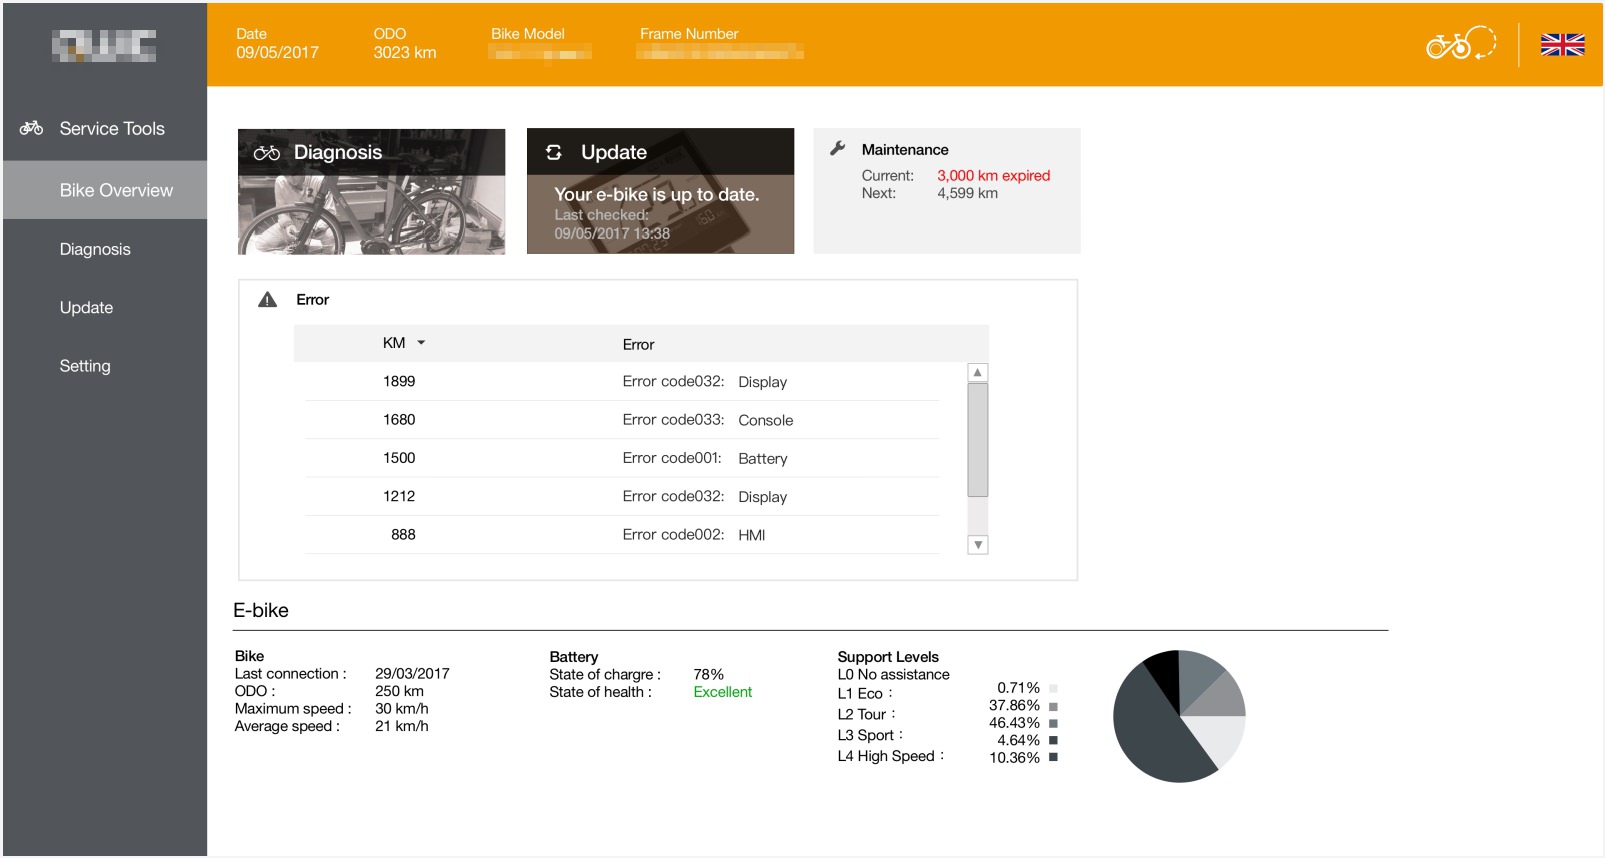 Date
09/05/2017
ODO
3023 km
Bike Model
Frame Number
Service Tools
Bike Overview
Diagnosis
Update
Setting
Diagnosis
Update
Your e-bike is up to date.
Last checked:
09/05/2017 13:38
Maintenance
Current: 3,000 km expired
Next: 4,599 km
Error
KM Error
1899 Error code032: Display
1680 Error code033: Console
1500 Error code001: Battery
1212 Error code032: Display
888 Error code002: HMI
E-bike
Bike
Last connection : 29/03/2017
ODO : 250 km
Maximum speed : 30 km/h
Average speed : 21 km/h
Battery
State of chargre : 78%
State of health : Excellent
Support Levels
L0 No assistance 0.71%
L1 Eco : 37.86%
L2 Tour : 46.43%
L3 Sport : 4.64%
L4 High Speed : 10.36%